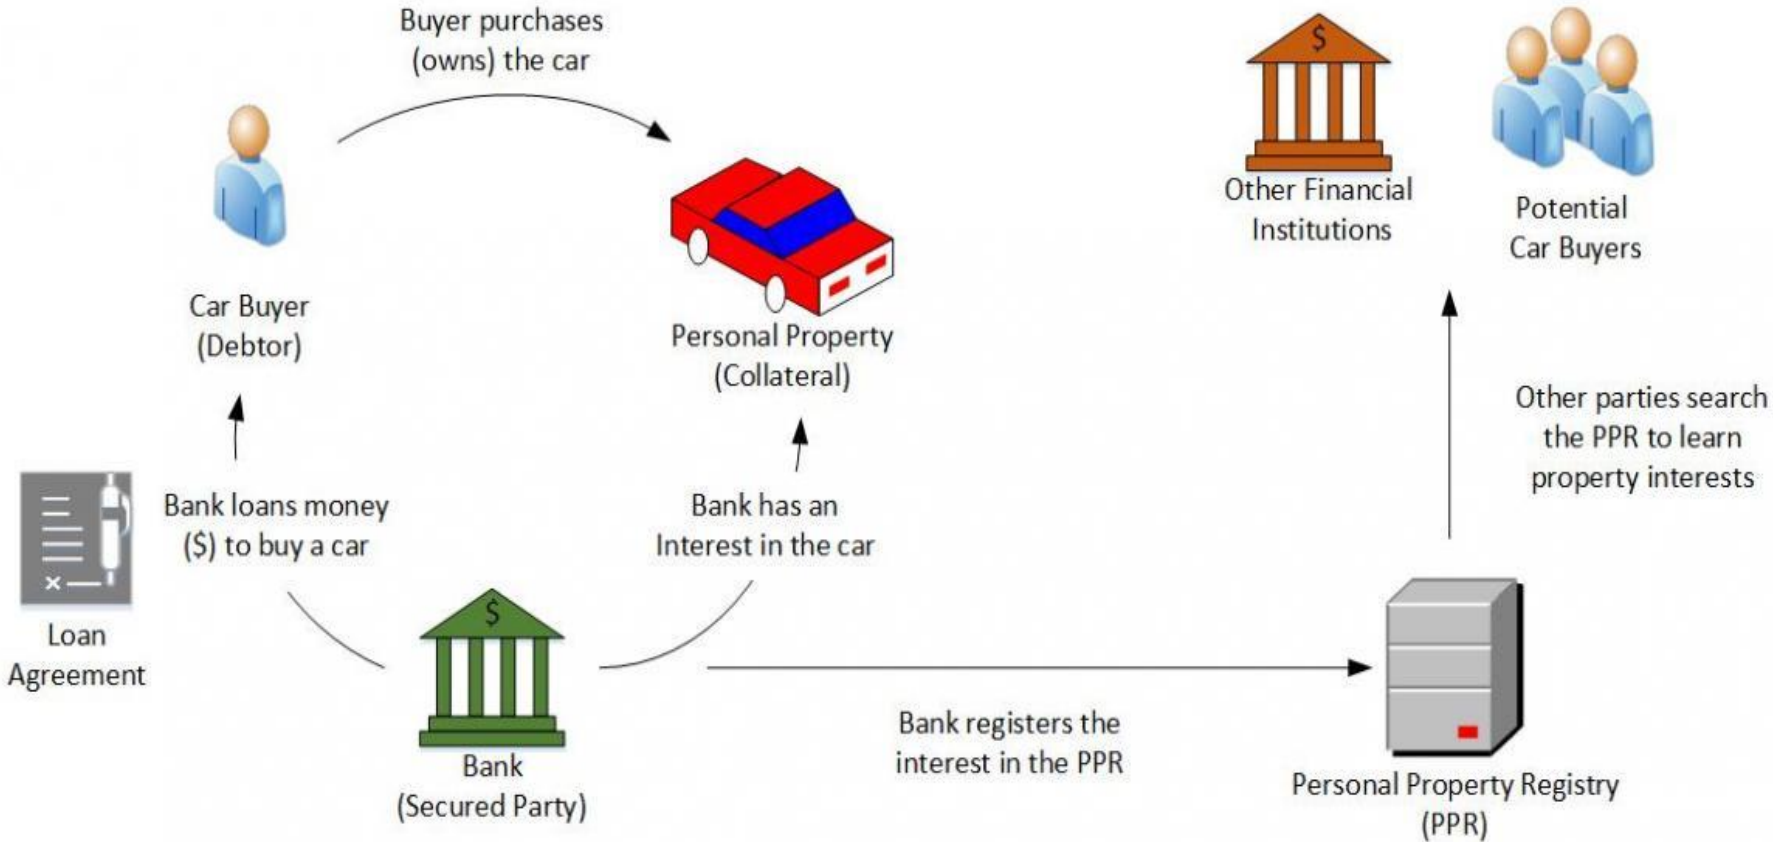 Buyer purchases
(owns) the car
$
Other Financial
Institutions
Potential
Car Buyers
Car Buyer
(Debtor)
Personal Property
(Collateral)
Other parties search
the PPR to learn
property interests
Bank loans money
($) to buy a car
Bank has an
Interest in the car
x
Loan
Agreement
$
Bank
(Secured Party)
Bank registers the
interest in the PPR
Personal Property Registry
(PPR)